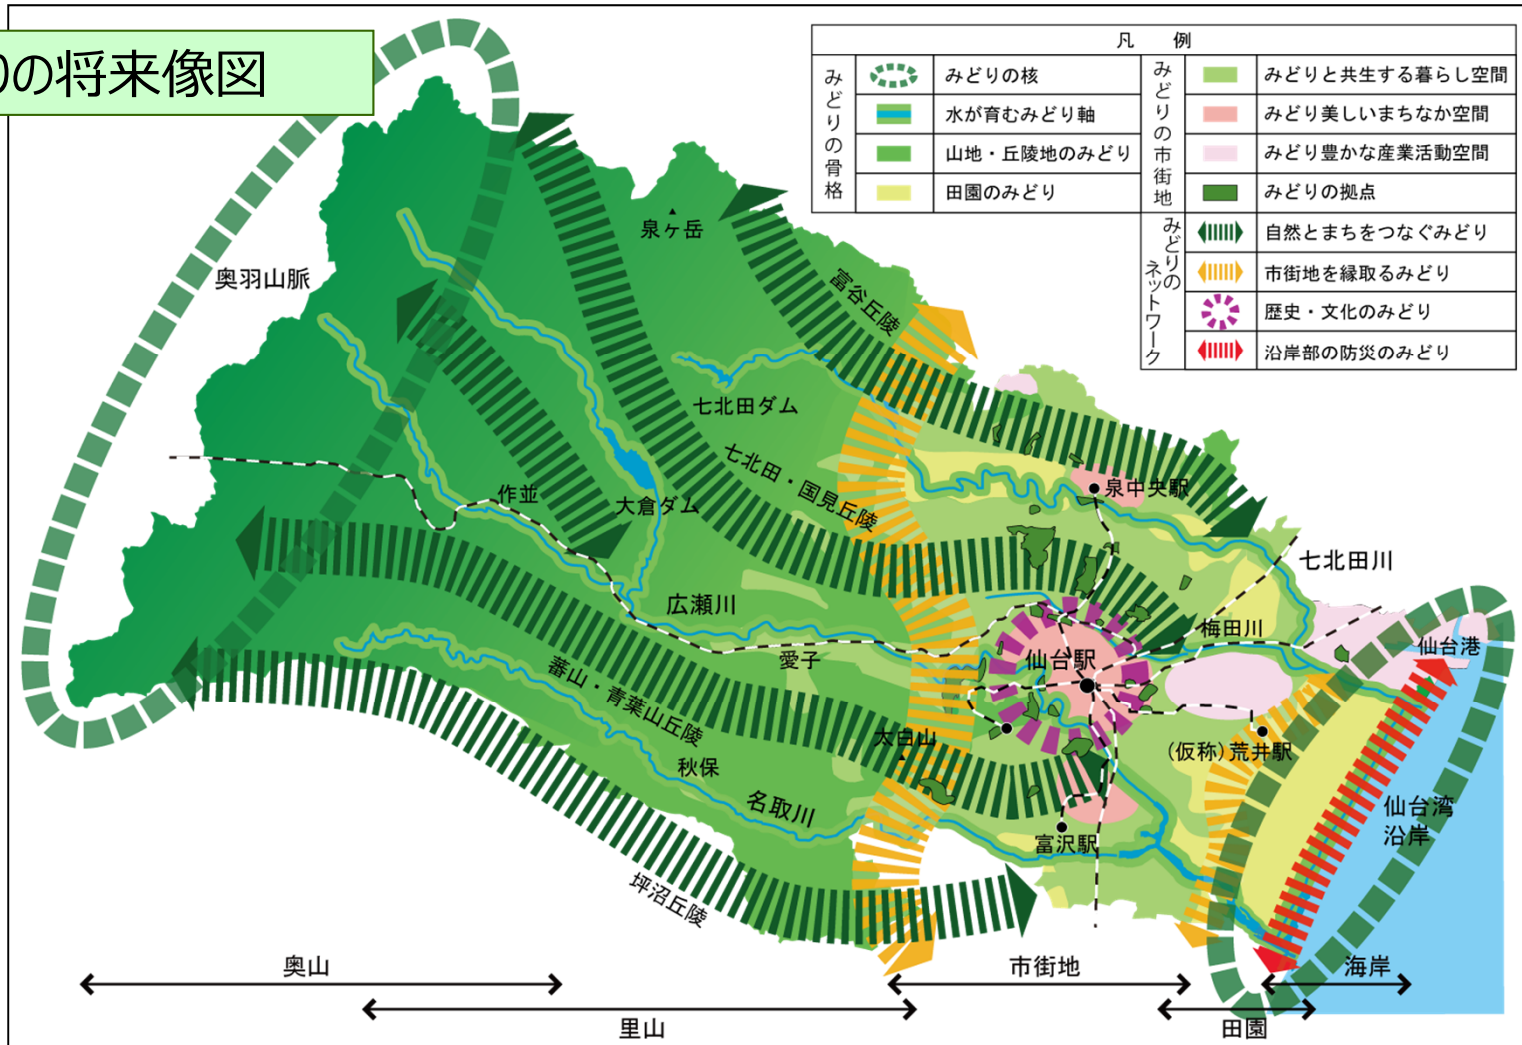 の将来像図
凡 例
みどりの骨格
みどりの核
水が育むみどり軸
山地・丘陵地のみどり
田園のみどり
みどりの市街地
みどりと共生する暮らし空間
みどり美しいまちなか空間
みどり豊かな産業活動空間
みどりの拠点
みどりの
ネットワーク
自然とまちをつなぐみどり
市街地を縁取るみどり
歴史・文化のみどり
沿岸部の防災のみどり
奥羽山脈
泉ヶ岳
富谷丘陵
七北田ダム
七北田・国見丘陵
作並
大倉ダム
泉中央駅
七北田川
広瀬川
愛子
仙台駅
梅田川
仙台港
蕃山・青葉山丘陵
太白山
(仮称)荒井駅
秋保
名取川
富沢駅
仙台湾
沿岸
坪沼丘陵
奥山
市街地
海岸
里山
田園